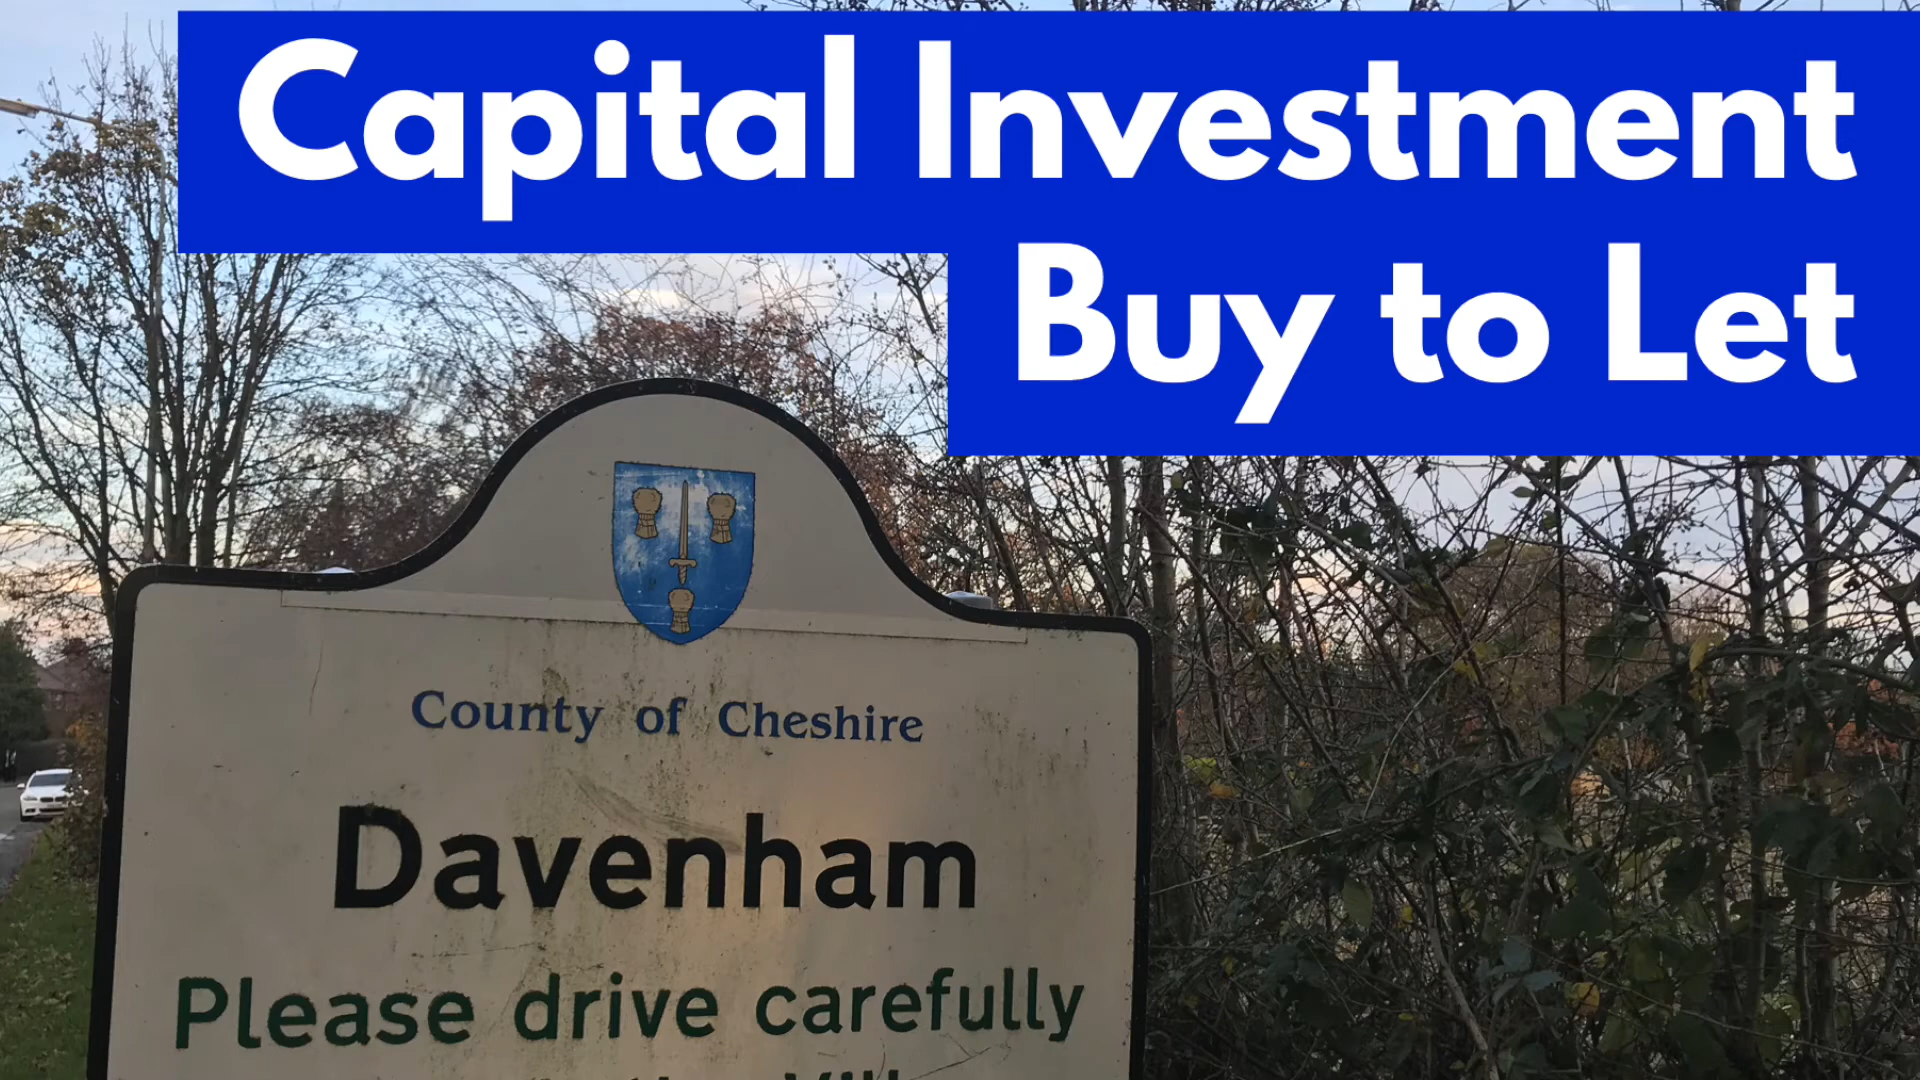 Capital Investment
Buy to Let
County of Cheshire
Davenham
Please drive carefully